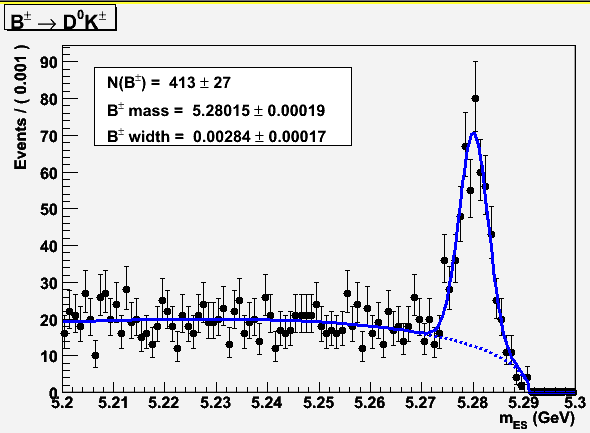 B± → D⁰K±
Events / ( 0.001 )
N(B±) = 413 ± 27
B± mass = 5.28015 ± 0.00019
B± width = 0.00284 ± 0.00017
90
80
70
60
50
40
30
20
10
0
5.2 5.21 5.22 5.23 5.24 5.25 5.26 5.27 5.28 5.29 5.3
m_ES (GeV)